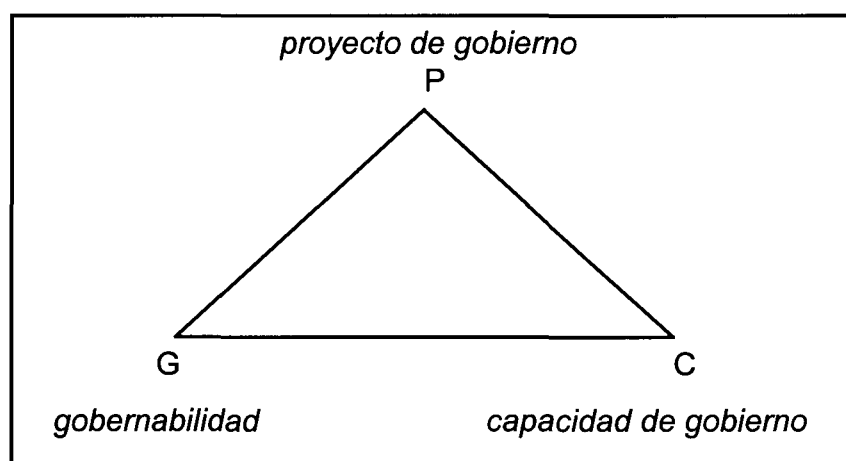 proyecto de gobierno
P
G
C
gobernabilidad
capacidad de gobierno